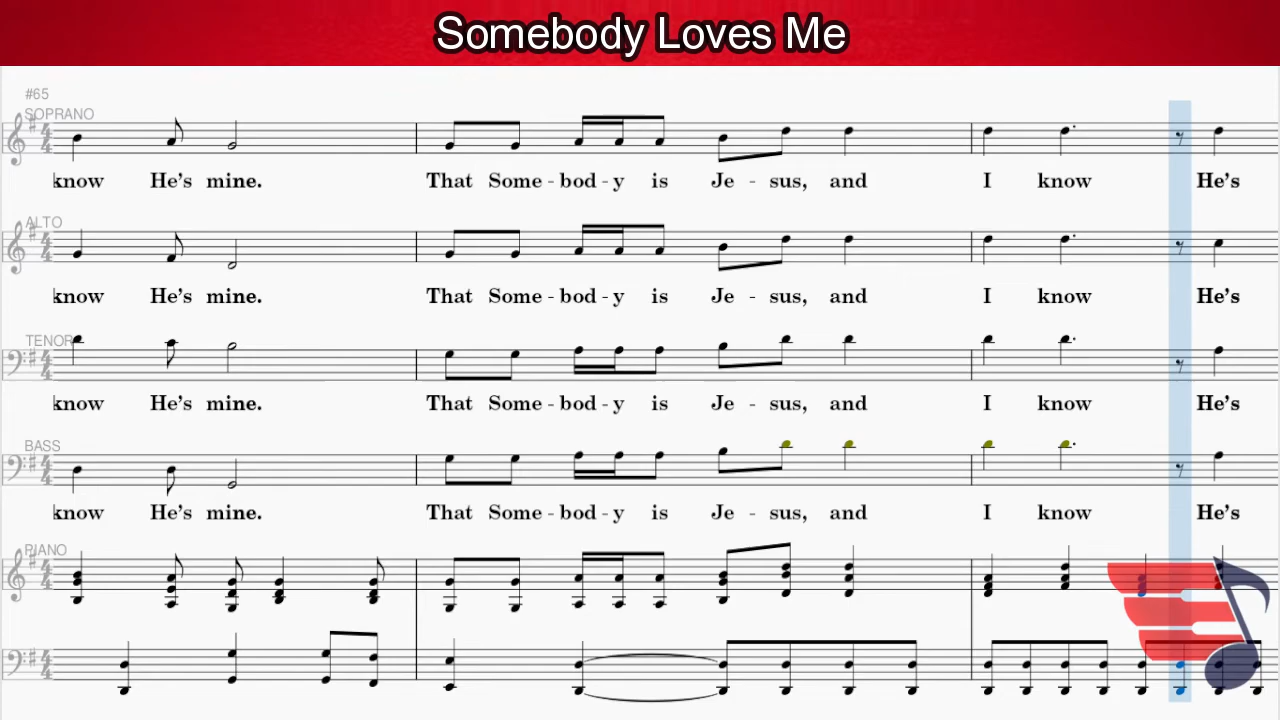 Somebody Loves Me
#65
SOPRANO
know He's mine. That Some - bod - y is Je - sus, and I know He's
ALTO
know He's mine. That Some - bod - y is Je - sus, and I know He's
TENOR
know He's mine. That Some - bod - y is Je - sus, and I know He's
BASS
know He's mine. That Some - bod - y is Je - sus, and I know He's
PIANO